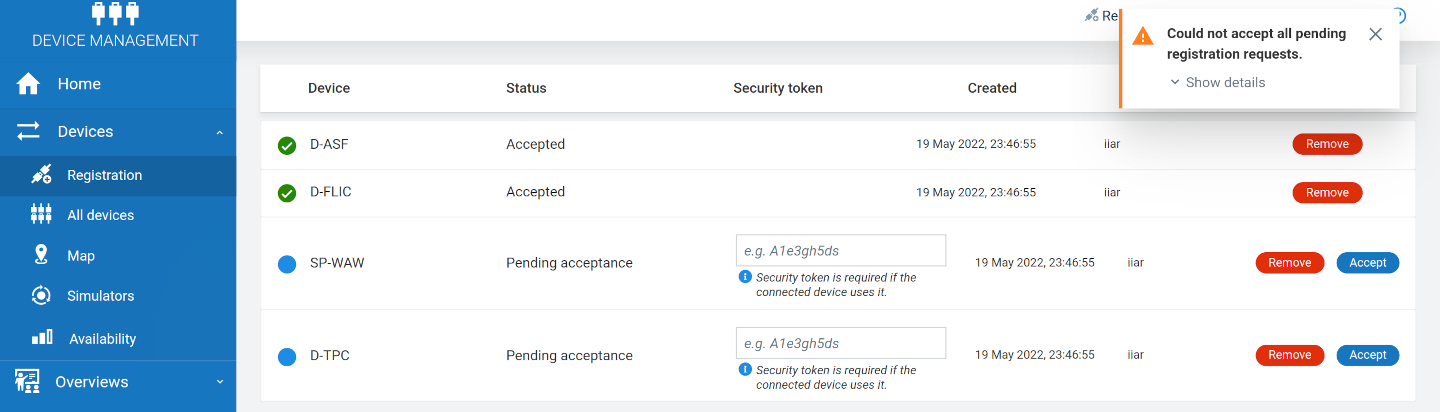 DEVICE MANAGEMENT
Home
Devices
Registration
All devices
Map
Simulators
Availability
Overviews
Re
Could not accept all pending
registration requests.
Show details
Device Status Security token Created
D-ASF Accepted 19 May 2022, 23:46:55 iiar Remove
D-FLIC Accepted 19 May 2022, 23:46:55 iiar Remove
SP-WAW Pending acceptance e.g. A1e3gh5ds 19 May 2022, 23:46:55 iiar Remove Accept
Security token is required if the
connected device uses it.
D-TPC Pending acceptance e.g. A1e3gh5ds 19 May 2022, 23:46:55 iiar Remove Accept
Security token is required if the
connected device uses it.